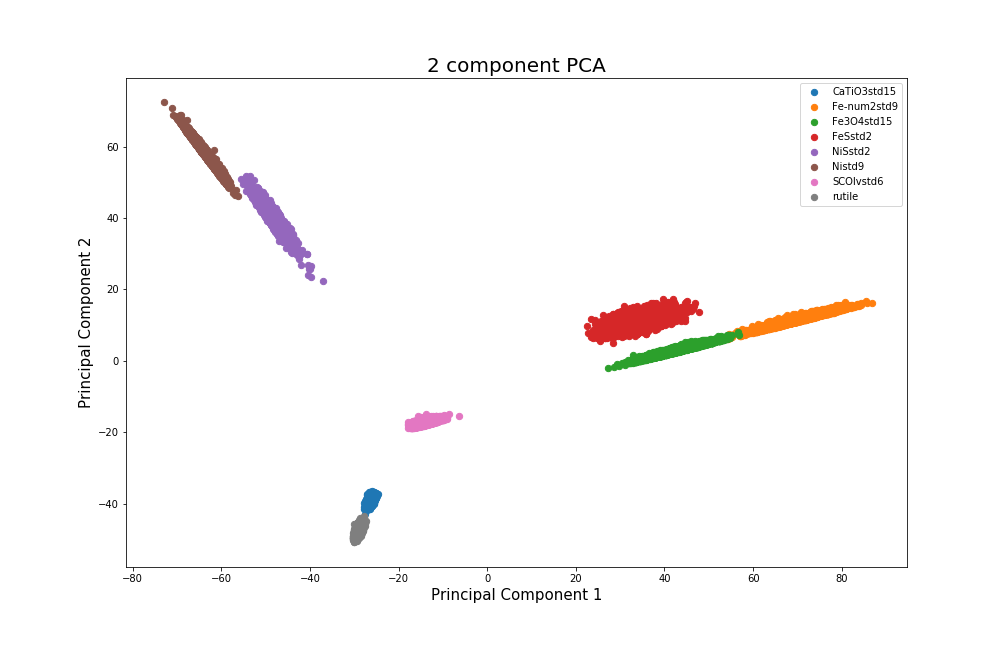 2 component PCA
CaTiO3std15
Fe-num2std9
Fe3O4std15
FeSstd2
NiSstd2
Nistd9
SCOlvstd6
rutile
60
40
20
0
−20
−40
Principal Component 2
−80
−60
−40
−20
0
20
40
60
80
Principal Component 1